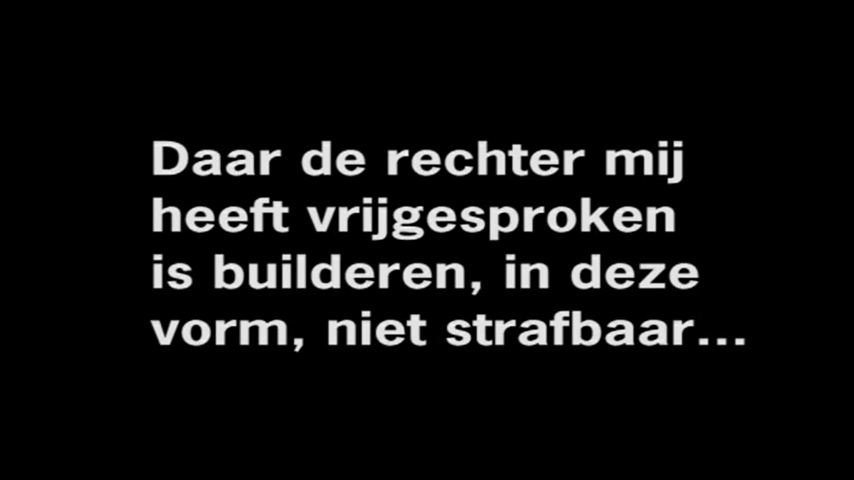 Daar de rechter mij
heeft vrijgesproken
is builderen, in deze
vorm, niet strafbaar...